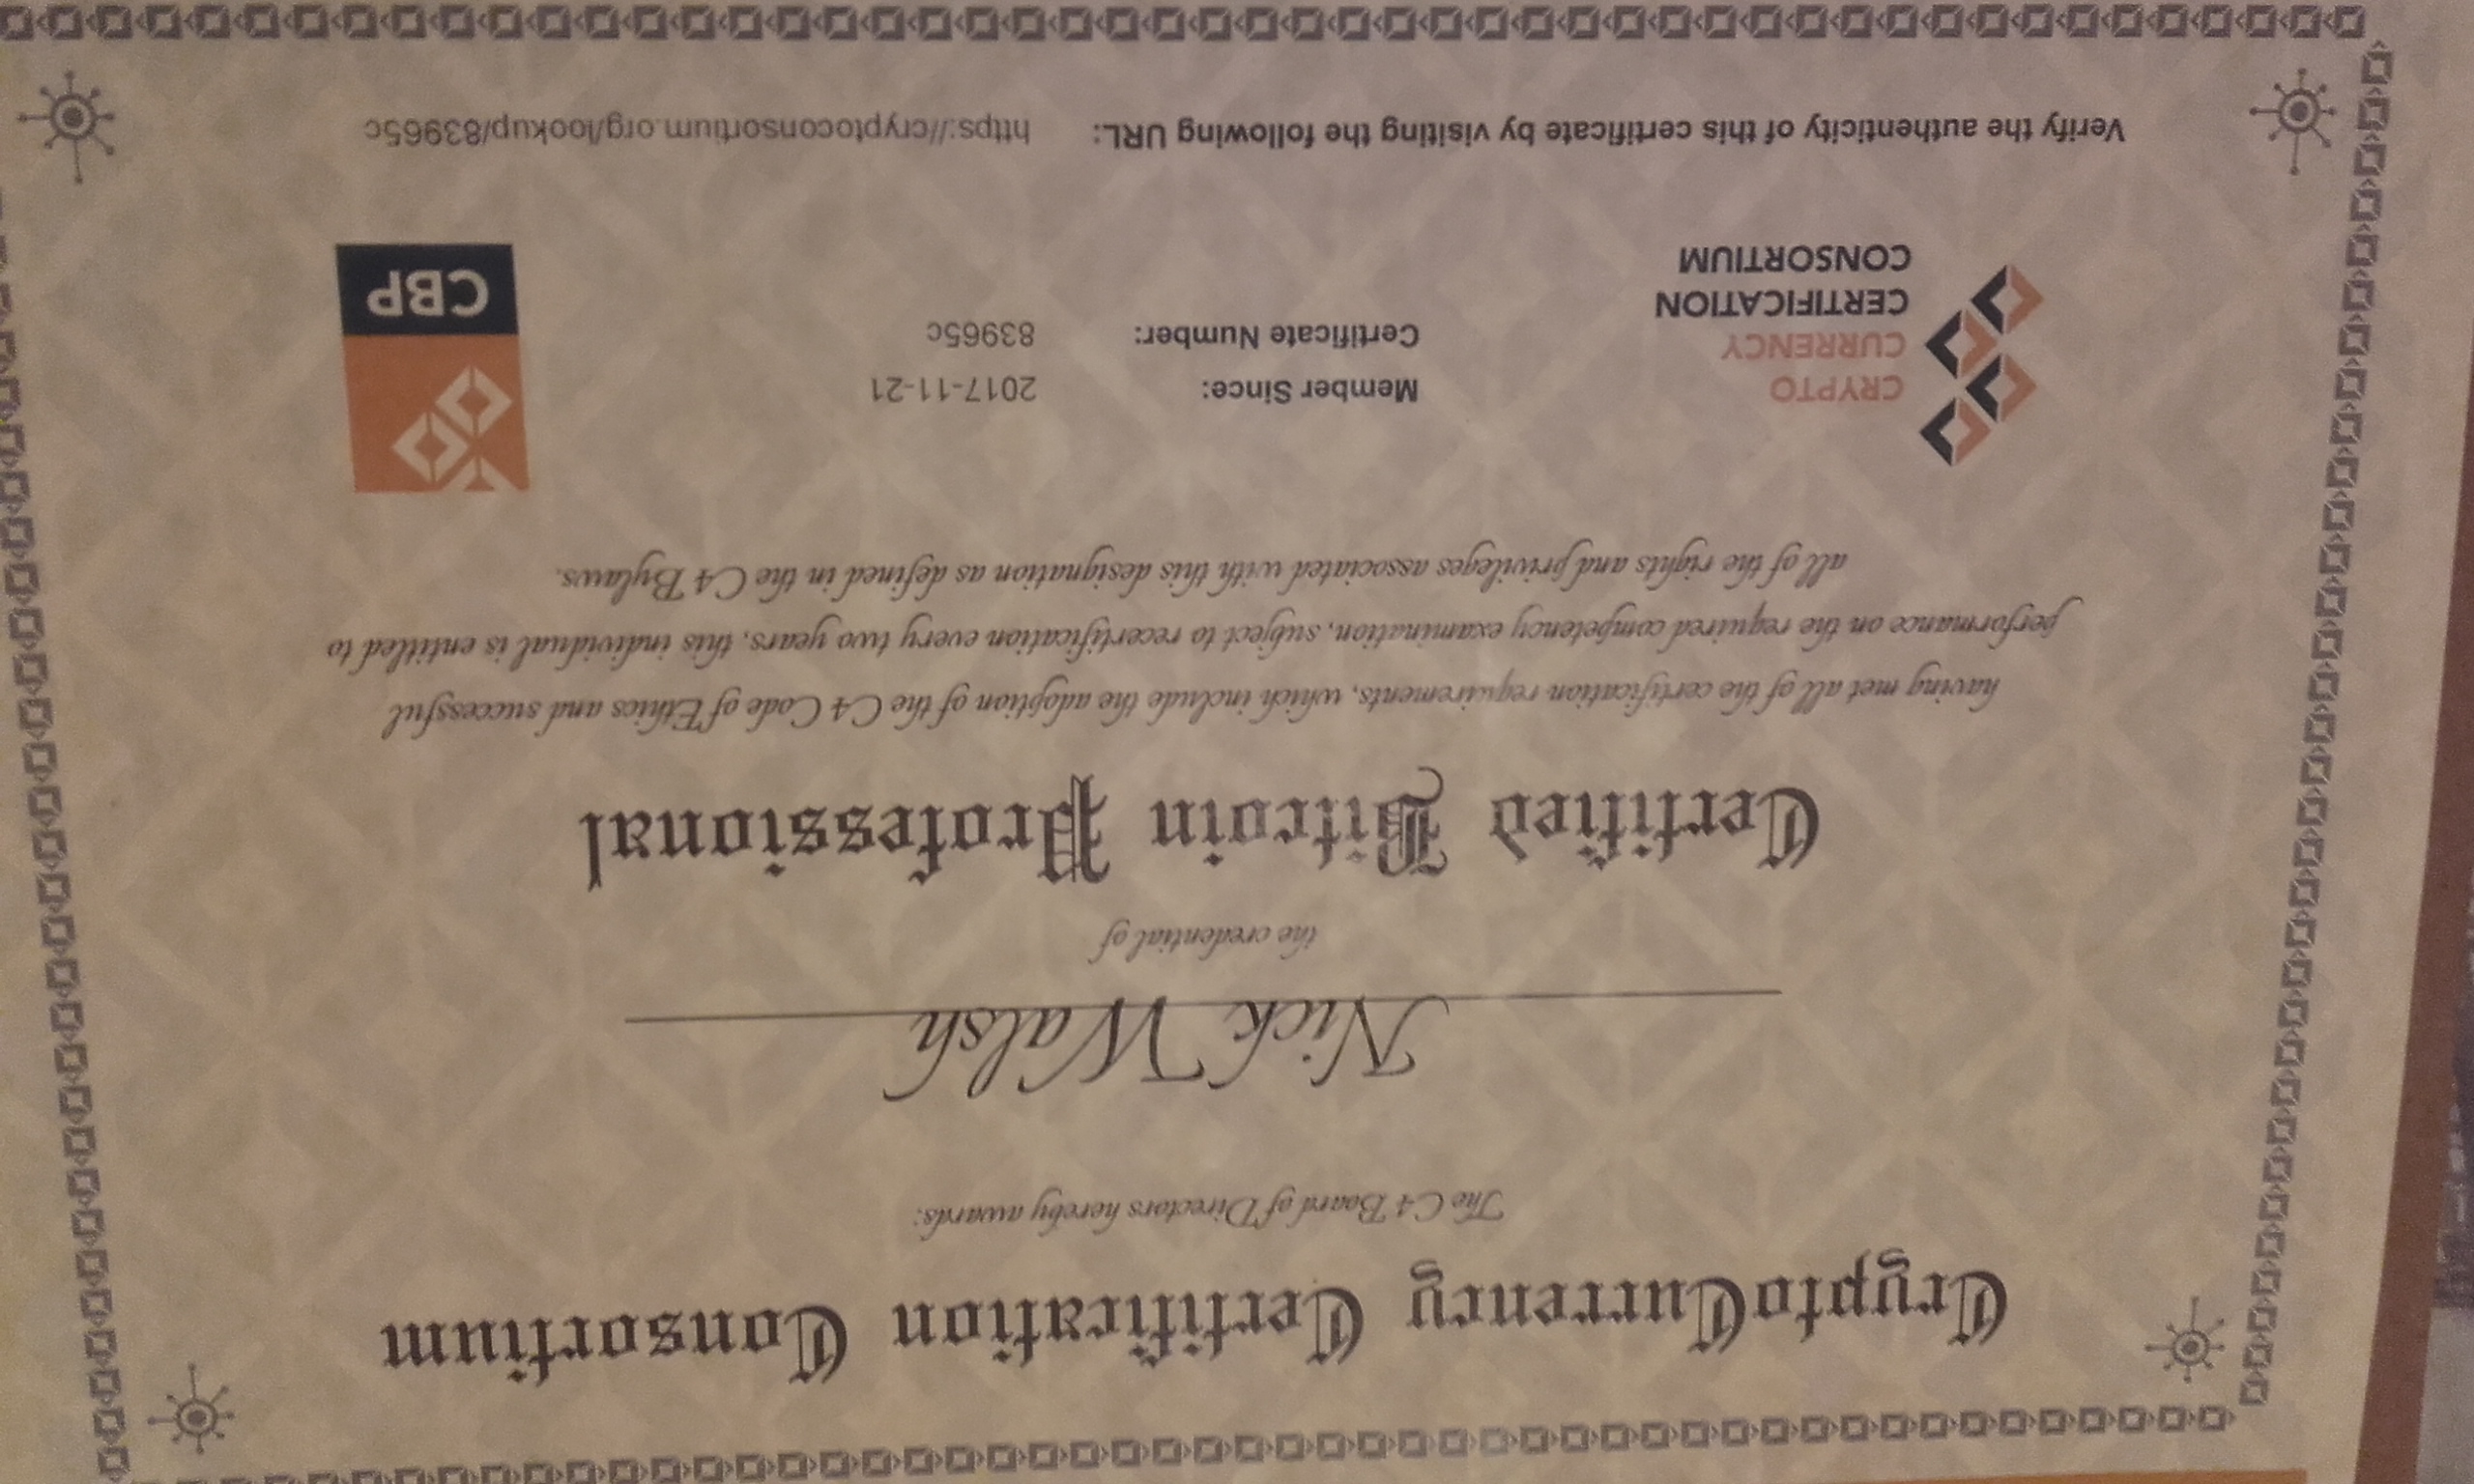 CryptoCurrency Certification Consortium
The C4 Board of Directors hereby awards:
Nick Walsh
the credential of
Certified Bitcoin Professional
having met all of the certification requirements, which include the adoption of the C4 Code of Ethics and successful
performance on the required competency examination, subject to recertification every two years, this individual is entitled to
all of the rights and privileges associated with this designation as defined in the C4 Bylaws.
CRYPTO
CURRENCY
CERTIFICATION
CONSORTIUM
Member Since: 2017-11-21
Certificate Number: 83965c
CBP
Verify the authenticity of this certificate by visiting the following URL: https://cryptoconsortium.org/lookup/83965c